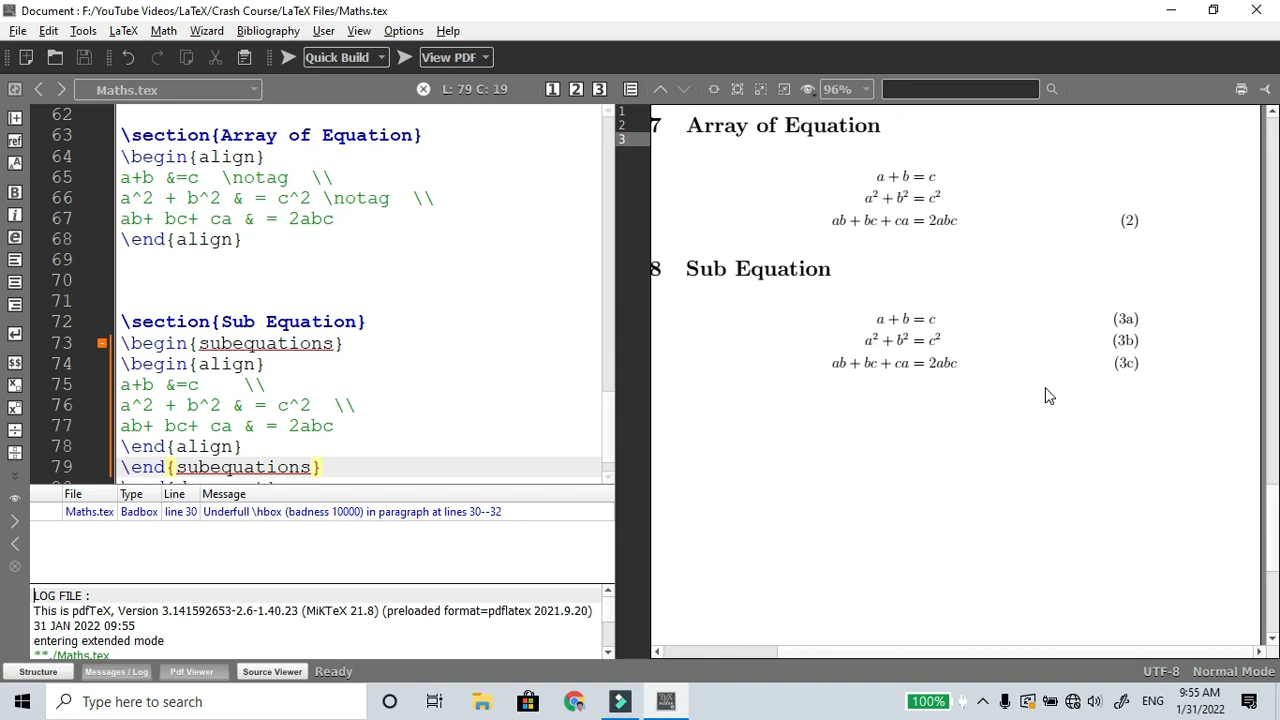 Document : F:/YouTube Videos/LaTeX/Crash Course/LaTeX Files/Maths.tex
File Edit Tools LaTeX Math Wizard Bibliography User View Options Help
Quick Build View PDF
Maths.tex L: 79 C: 19 1 2 3 96%
62
63 \section{Array of Equation}
64 \begin{align}
65 a+b &=c \notag \\
66 a^2 + b^2 & = c^2 \notag \\
67 ab+ bc+ ca & = 2abc
68 \end{align}
69
70
71
72 \section{Sub Equation}
73 \begin{subequations}
74 \begin{align}
75 a+b &=c \\
76 a^2 + b^2 & = c^2 \\
77 ab+ bc+ ca & = 2abc
78 \end{align}
79 \end{subequations}
1
2
3
7 Array of Equation
a + b = c
a² + b² = c²
ab + bc + ca = 2abc (2)
8 Sub Equation
a + b = c (3a)
a² + b² = c² (3b)
ab + bc + ca = 2abc (3c)
File Type Line Message
Maths.tex Badbox line 30 Underfull \hbox (badness 10000) in paragraph at lines 30--32
LOG FILE :
This is pdfTeX, Version 3.141592653-2.6-1.40.23 (MiKTeX 21.8) (preloaded format=pdflatex 2021.9.20)
31 JAN 2022 09:55
entering extended mode
**./Maths.tex
Structure Messages / Log Pdf Viewer Source Viewer Ready UTF-8 Normal Mode
Type here to search 100% ENG 9:55 AM
1/31/2022